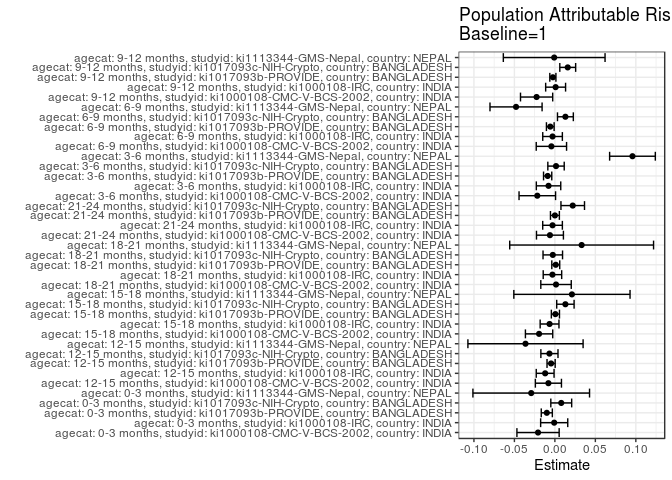 Population Attributable Ris
Baseline=1
agecat: 9-12 months, studyid: ki1113344-GMS-Nepal, country: NEPAL
agecat: 9-12 months, studyid: ki1017093c-NIH-Crypto, country: BANGLADESH
agecat: 9-12 months, studyid: ki1017093b-PROVIDE, country: BANGLADESH
agecat: 9-12 months, studyid: ki1000108-IRC, country: INDIA
agecat: 9-12 months, studyid: ki1000108-CMC-V-BCS-2002, country: INDIA
agecat: 6-9 months, studyid: ki1113344-GMS-Nepal, country: NEPAL
agecat: 6-9 months, studyid: ki1017093c-NIH-Crypto, country: BANGLADESH
agecat: 6-9 months, studyid: ki1017093b-PROVIDE, country: BANGLADESH
agecat: 6-9 months, studyid: ki1000108-IRC, country: INDIA
agecat: 6-9 months, studyid: ki1000108-CMC-V-BCS-2002, country: INDIA
agecat: 3-6 months, studyid: ki1113344-GMS-Nepal, country: NEPAL
agecat: 3-6 months, studyid: ki1017093c-NIH-Crypto, country: BANGLADESH
agecat: 3-6 months, studyid: ki1017093b-PROVIDE, country: BANGLADESH
agecat: 3-6 months, studyid: ki1000108-IRC, country: INDIA
agecat: 3-6 months, studyid: ki1000108-CMC-V-BCS-2002, country: INDIA
agecat: 21-24 months, studyid: ki1017093c-NIH-Crypto, country: BANGLADESH
agecat: 21-24 months, studyid: ki1017093b-PROVIDE, country: BANGLADESH
agecat: 21-24 months, studyid: ki1000108-IRC, country: INDIA
agecat: 21-24 months, studyid: ki1000108-CMC-V-BCS-2002, country: INDIA
agecat: 18-21 months, studyid: ki1113344-GMS-Nepal, country: NEPAL
agecat: 18-21 months, studyid: ki1017093c-NIH-Crypto, country: BANGLADESH
agecat: 18-21 months, studyid: ki1017093b-PROVIDE, country: BANGLADESH
agecat: 18-21 months, studyid: ki1000108-IRC, country: INDIA
agecat: 18-21 months, studyid: ki1000108-CMC-V-BCS-2002, country: INDIA
agecat: 15-18 months, studyid: ki1113344-GMS-Nepal, country: NEPAL
agecat: 15-18 months, studyid: ki1017093c-NIH-Crypto, country: BANGLADESH
agecat: 15-18 months, studyid: ki1017093b-PROVIDE, country: BANGLADESH
agecat: 15-18 months, studyid: ki1000108-IRC, country: INDIA
agecat: 15-18 months, studyid: ki1000108-CMC-V-BCS-2002, country: INDIA
agecat: 12-15 months, studyid: ki1113344-GMS-Nepal, country: NEPAL
agecat: 12-15 months, studyid: ki1017093c-NIH-Crypto, country: BANGLADESH
agecat: 12-15 months, studyid: ki1017093b-PROVIDE, country: BANGLADESH
agecat: 12-15 months, studyid: ki1000108-IRC, country: INDIA
agecat: 12-15 months, studyid: ki1000108-CMC-V-BCS-2002, country: INDIA
agecat: 0-3 months, studyid: ki1113344-GMS-Nepal, country: NEPAL
agecat: 0-3 months, studyid: ki1017093c-NIH-Crypto, country: BANGLADESH
agecat: 0-3 months, studyid: ki1017093b-PROVIDE, country: BANGLADESH
agecat: 0-3 months, studyid: ki1000108-IRC, country: INDIA
agecat: 0-3 months, studyid: ki1000108-CMC-V-BCS-2002, country: INDIA
-0.10 -0.05 0.00 0.05 0.10
Estimate